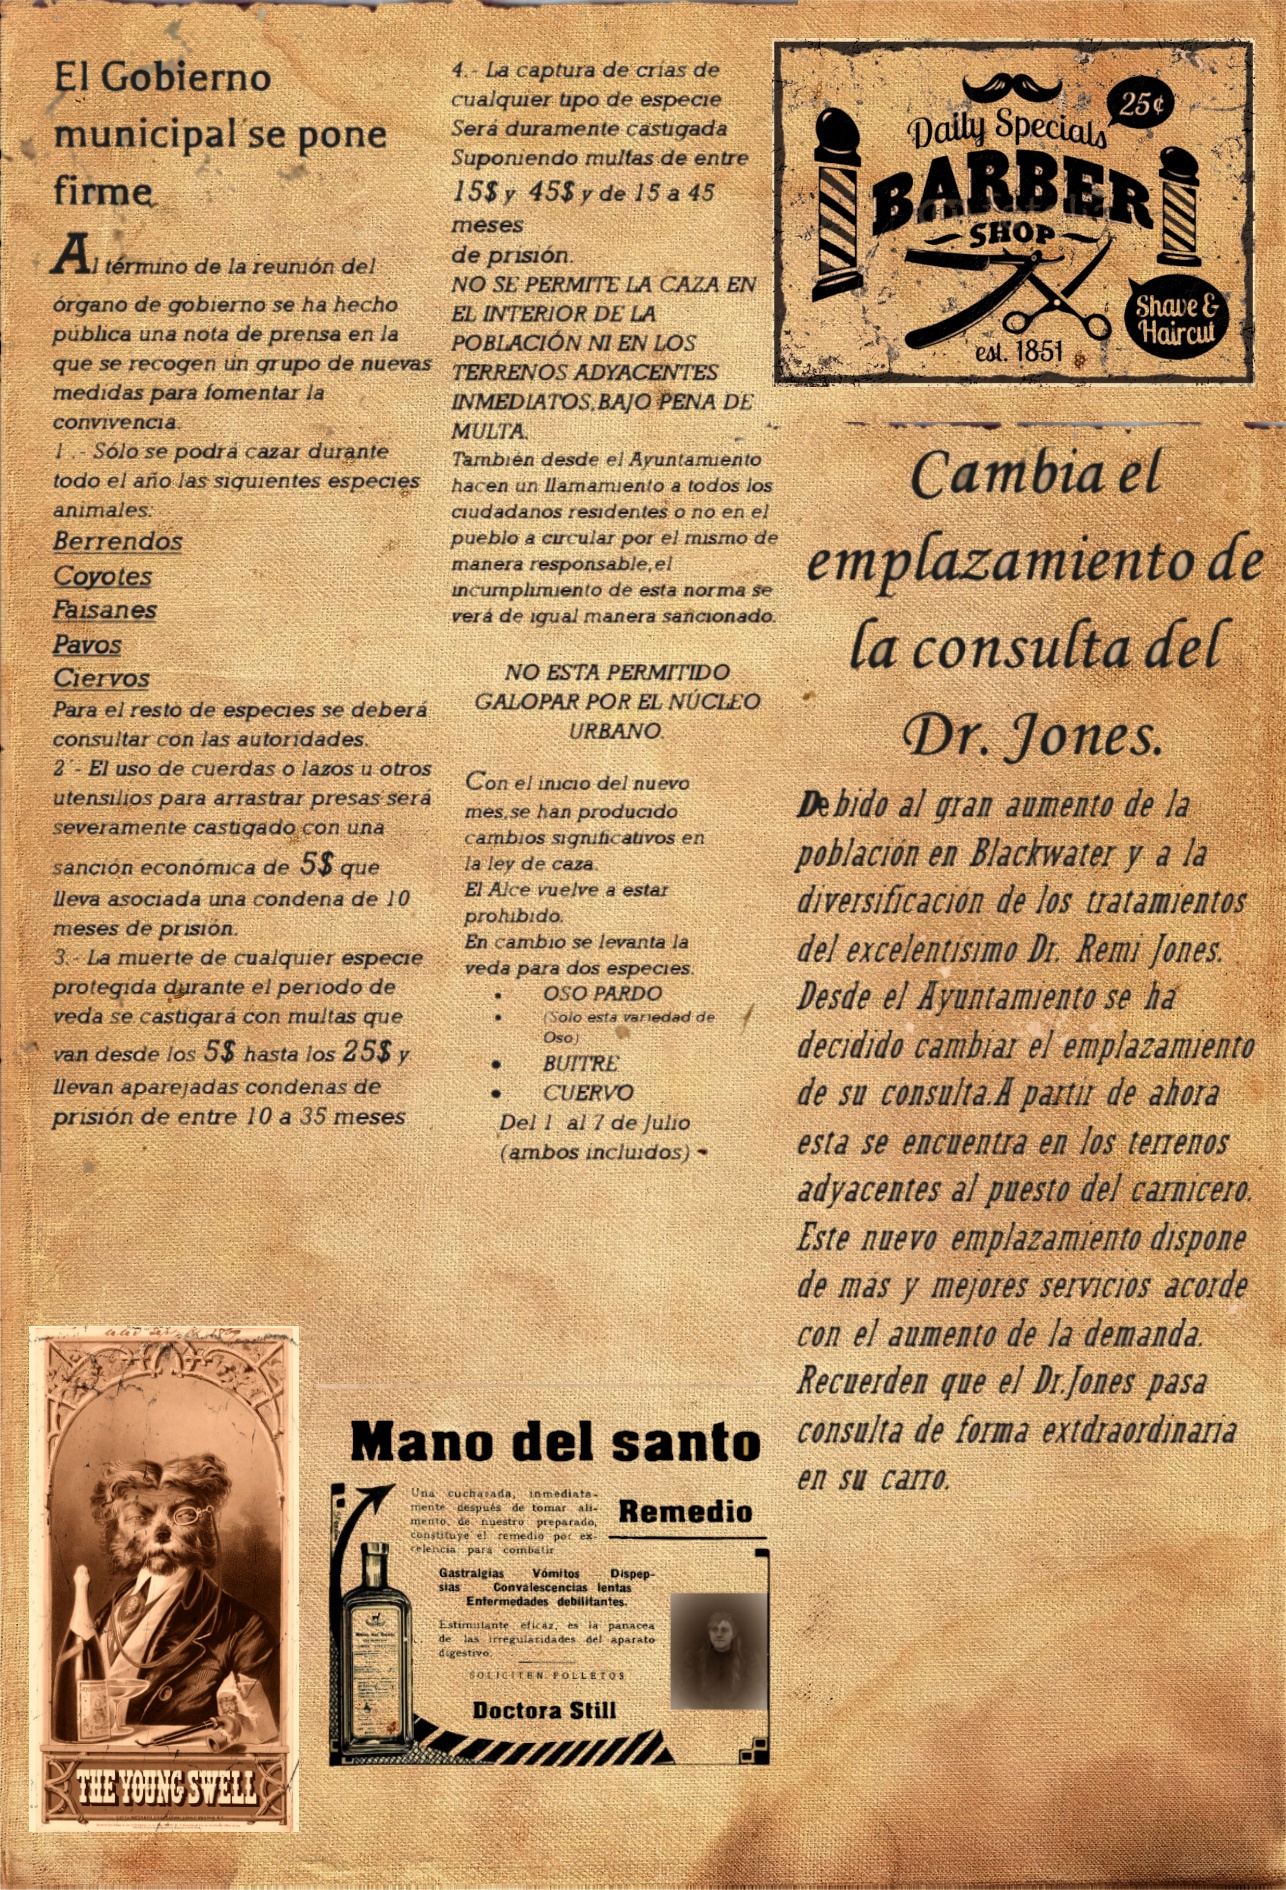 El Gobierno
municipal se pone
firme
Al término de la reunión del
órgano de gobierno se ha hecho
pública una nota de prensa en la
que se recogen un grupo de nuevas
medidas para fomentar la
convivencia.
1 .- Sólo se podrá cazar durante
todo el año las siguientes especies
animales:
Berrendos
Coyotes
Faisanes
Pavos
Ciervos
Para el resto de especies se deberá
consultar con las autoridades.
2 .- El uso de cuerdas o lazos u otros
utensilios para arrastrar presas será
severamente castigado con una
sanción económica de 5$ que
lleva asociada una condena de 10
meses de prisión.
3.- La muerte de cualquier especie
protegida durante el periodo de
veda se castigará con multas que
van desde los 5$ hasta los 25$ y
llevan aparejadas condenas de
prisión de entre 10 a 35 meses
4.- La captura de crías de
cualquier tipo de especie
Será duramente castigada
Suponiendo multas de entre
15$ y 45$ y de 15 a 45
meses
de prisión.
NO SE PERMITE LA CAZA EN
EL INTERIOR DE LA
POBLACIÓN NI EN LOS
TERRENOS ADYACENTES
INMEDIATOS,BAJO PENA DE
MULTA.
También desde el Ayuntamiento
hacen un llamamiento a todos los
ciudadanos residentes o no en el
pueblo a circular por el mismo de
manera responsable,el
incumplimiento de esta norma se
verá de igual manera sancionado.
NO ESTA PERMITIDO
GALOPAR POR EL NÚCLEO
URBANO.
Con el inicio del nuevo
mes,se han producido
cambios significativos en
la ley de caza.
El Alce vuelve a estar
prohibido.
En cambio se levanta la
veda para dos especies.
• OSO PARDO
• (Solo esta variedad de
Oso)
• BUITRE
• CUERVO
Del 1 al 7 de Julio
(ambos incluidos)
Daily Specials
25¢
BARBER
SHOP
Shave &
Haircut
est. 1851
Cambia el
emplazamiento de
la consulta del
Dr. Jones.
Debido al gran aumento de la
población en Blackwater y a la
diversificación de los tratamientos
del excelentísimo Dr. Remi Jones.
Desde el Ayuntamiento se ha
decidido cambiar el emplazamiento
de su consulta.A partir de ahora
esta se encuentra en los terrenos
adyacentes al puesto del carnicero.
Este nuevo emplazamiento dispone
de más y mejores servicios acorde
con el aumento de la demanda.
Recuerden que el Dr.Jones pasa
consulta de forma extdraordinaria
en su carro.
THE YOUNG SWELL
Mano del santo
Una cucharada, inmediata-
mente después de tomar ali-
mento, de nuestro preparado,
constituye el remedio por ex-
celencia para combatir
Remedio
Gastralgias Vómitos Dispep-
sias Convalescencias lentas
Enfermedades debilitantes.
Estimulante eficaz, es la panacea
de las irregularidades del aparato
digestivo.
SOLICITEN FOLLETOS
Doctora Still